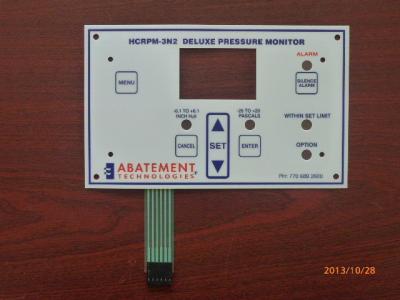 HCRPM-3N2 DELUXE PRESSURE MONITOR
ALARM
MENU
SILENCE
ALARM
-0.1 TO +0.1
INCH H2O
-25 TO +25
PASCALS
WITHIN SET LIMIT
CANCEL
SET
ENTER
OPTION
ABATEMENT
TECHNOLOGIES
2013/10/28